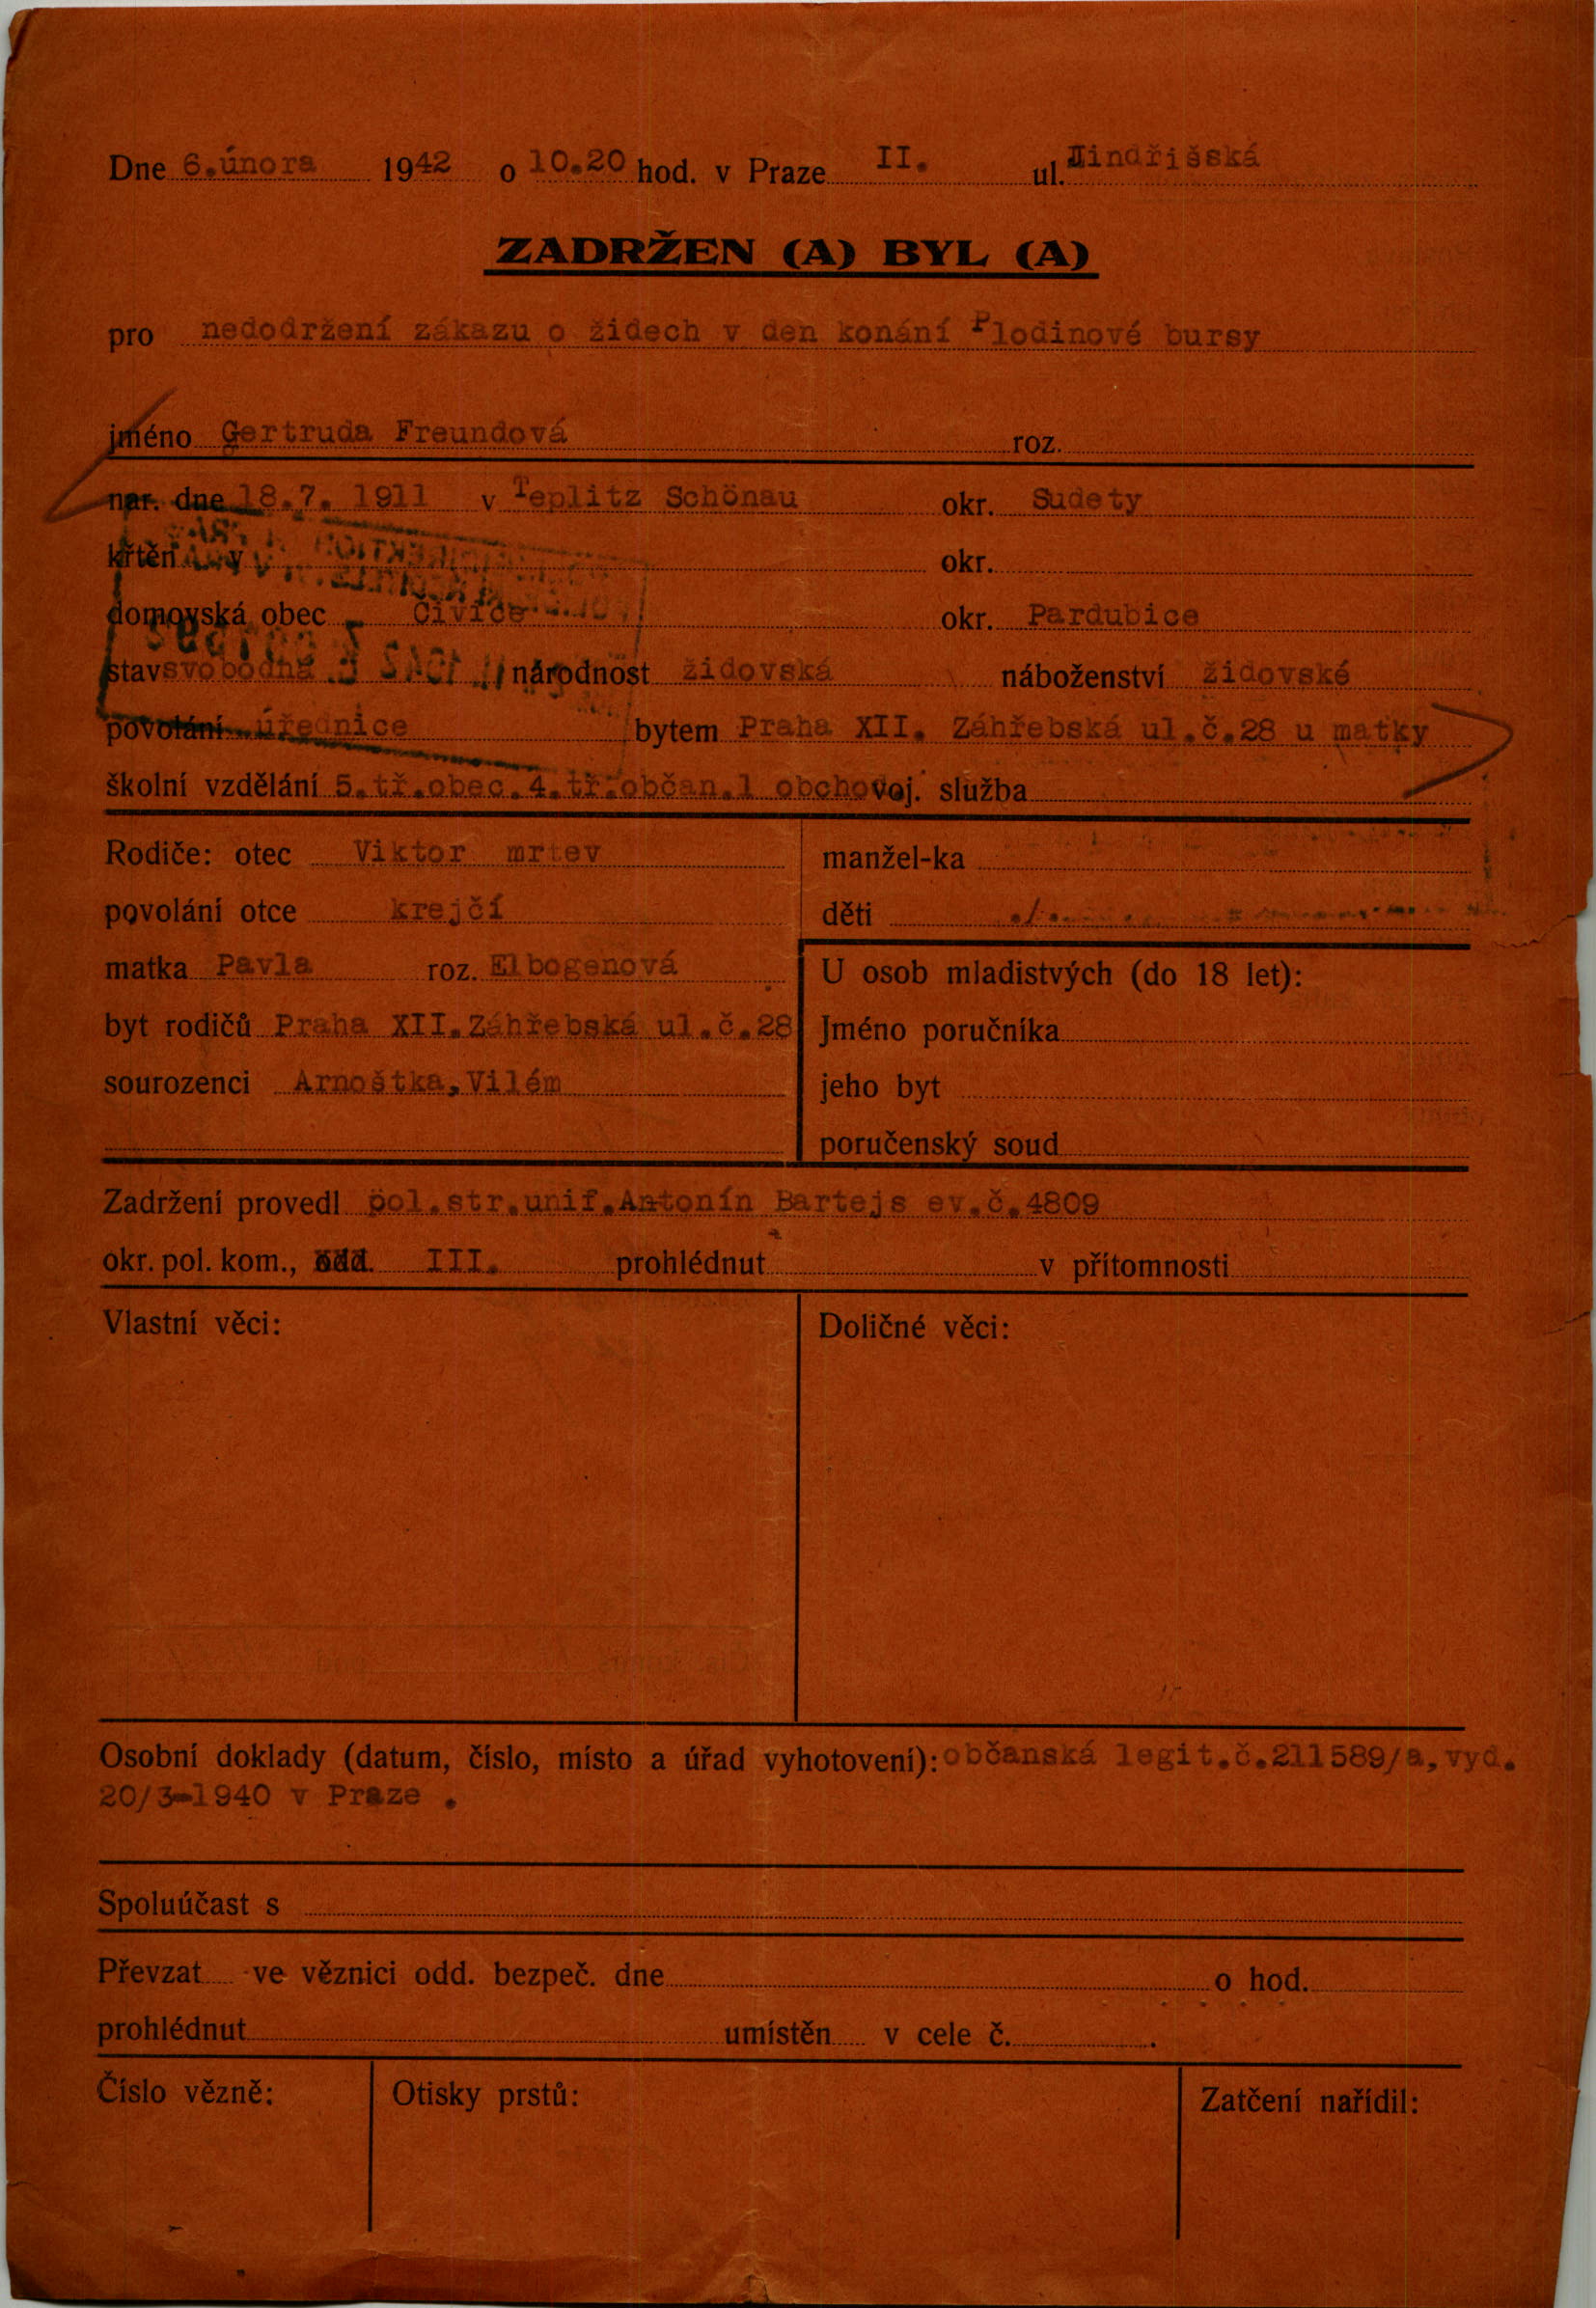 Dne 6.února 1942 o 10.20 hod. v Praze II. ul. Jindřišská
ZADRŽEN (A) BYL (A)
pro nedodržení zákazu o židech v den konání Plodinové bursy
jméno Gertruda Freundová roz.
nar. dne 18.7. 1911 v Teplitz Schönau okr. Sudety
křtěn v okr.
domovská obec Civice okr. Pardubice
stav svobodná národnost židovská náboženství židovské
povolání úřednice bytem Praha XII. Záhřebská ul.č.28 u matky
školní vzdělání 5.tř.obec.4.tř.občan.1 obcho voj. služba
Rodiče: otec Viktor mrtev manžel-ka
povolání otce krejčí děti
matka Pavla roz. Elbogenová U osob mladistvých (do 18 let):
byt rodičů Praha XII.Záhřebská ul.č.28 Jméno poručníka
sourozenci Arnoštka,Vilém jeho byt
poručenský soud
Zadržení provedl pol.str.unif.Antonín Bartejs ev.č.4809
okr. pol. kom., odd. III. prohlédnut v přítomnosti
Vlastní věci: Doličné věci:
Osobní doklady (datum, číslo, místo a úřad vyhotovení): občanská legit.č.211589/a,vyd.
20/3-1940 v Praze .
Spoluúčast s
Převzat ve věznici odd. bezpeč. dne o hod.
prohlédnut umístěn v cele č. .
Číslo vězně: Otisky prstů: Zatčení nařídil: